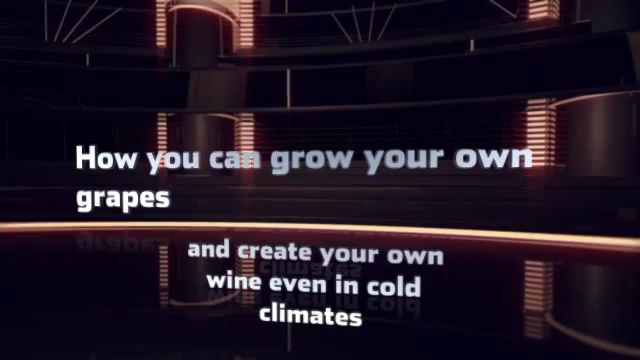 How you can grow your own
grapes
and create your own
wine even in cold
climates